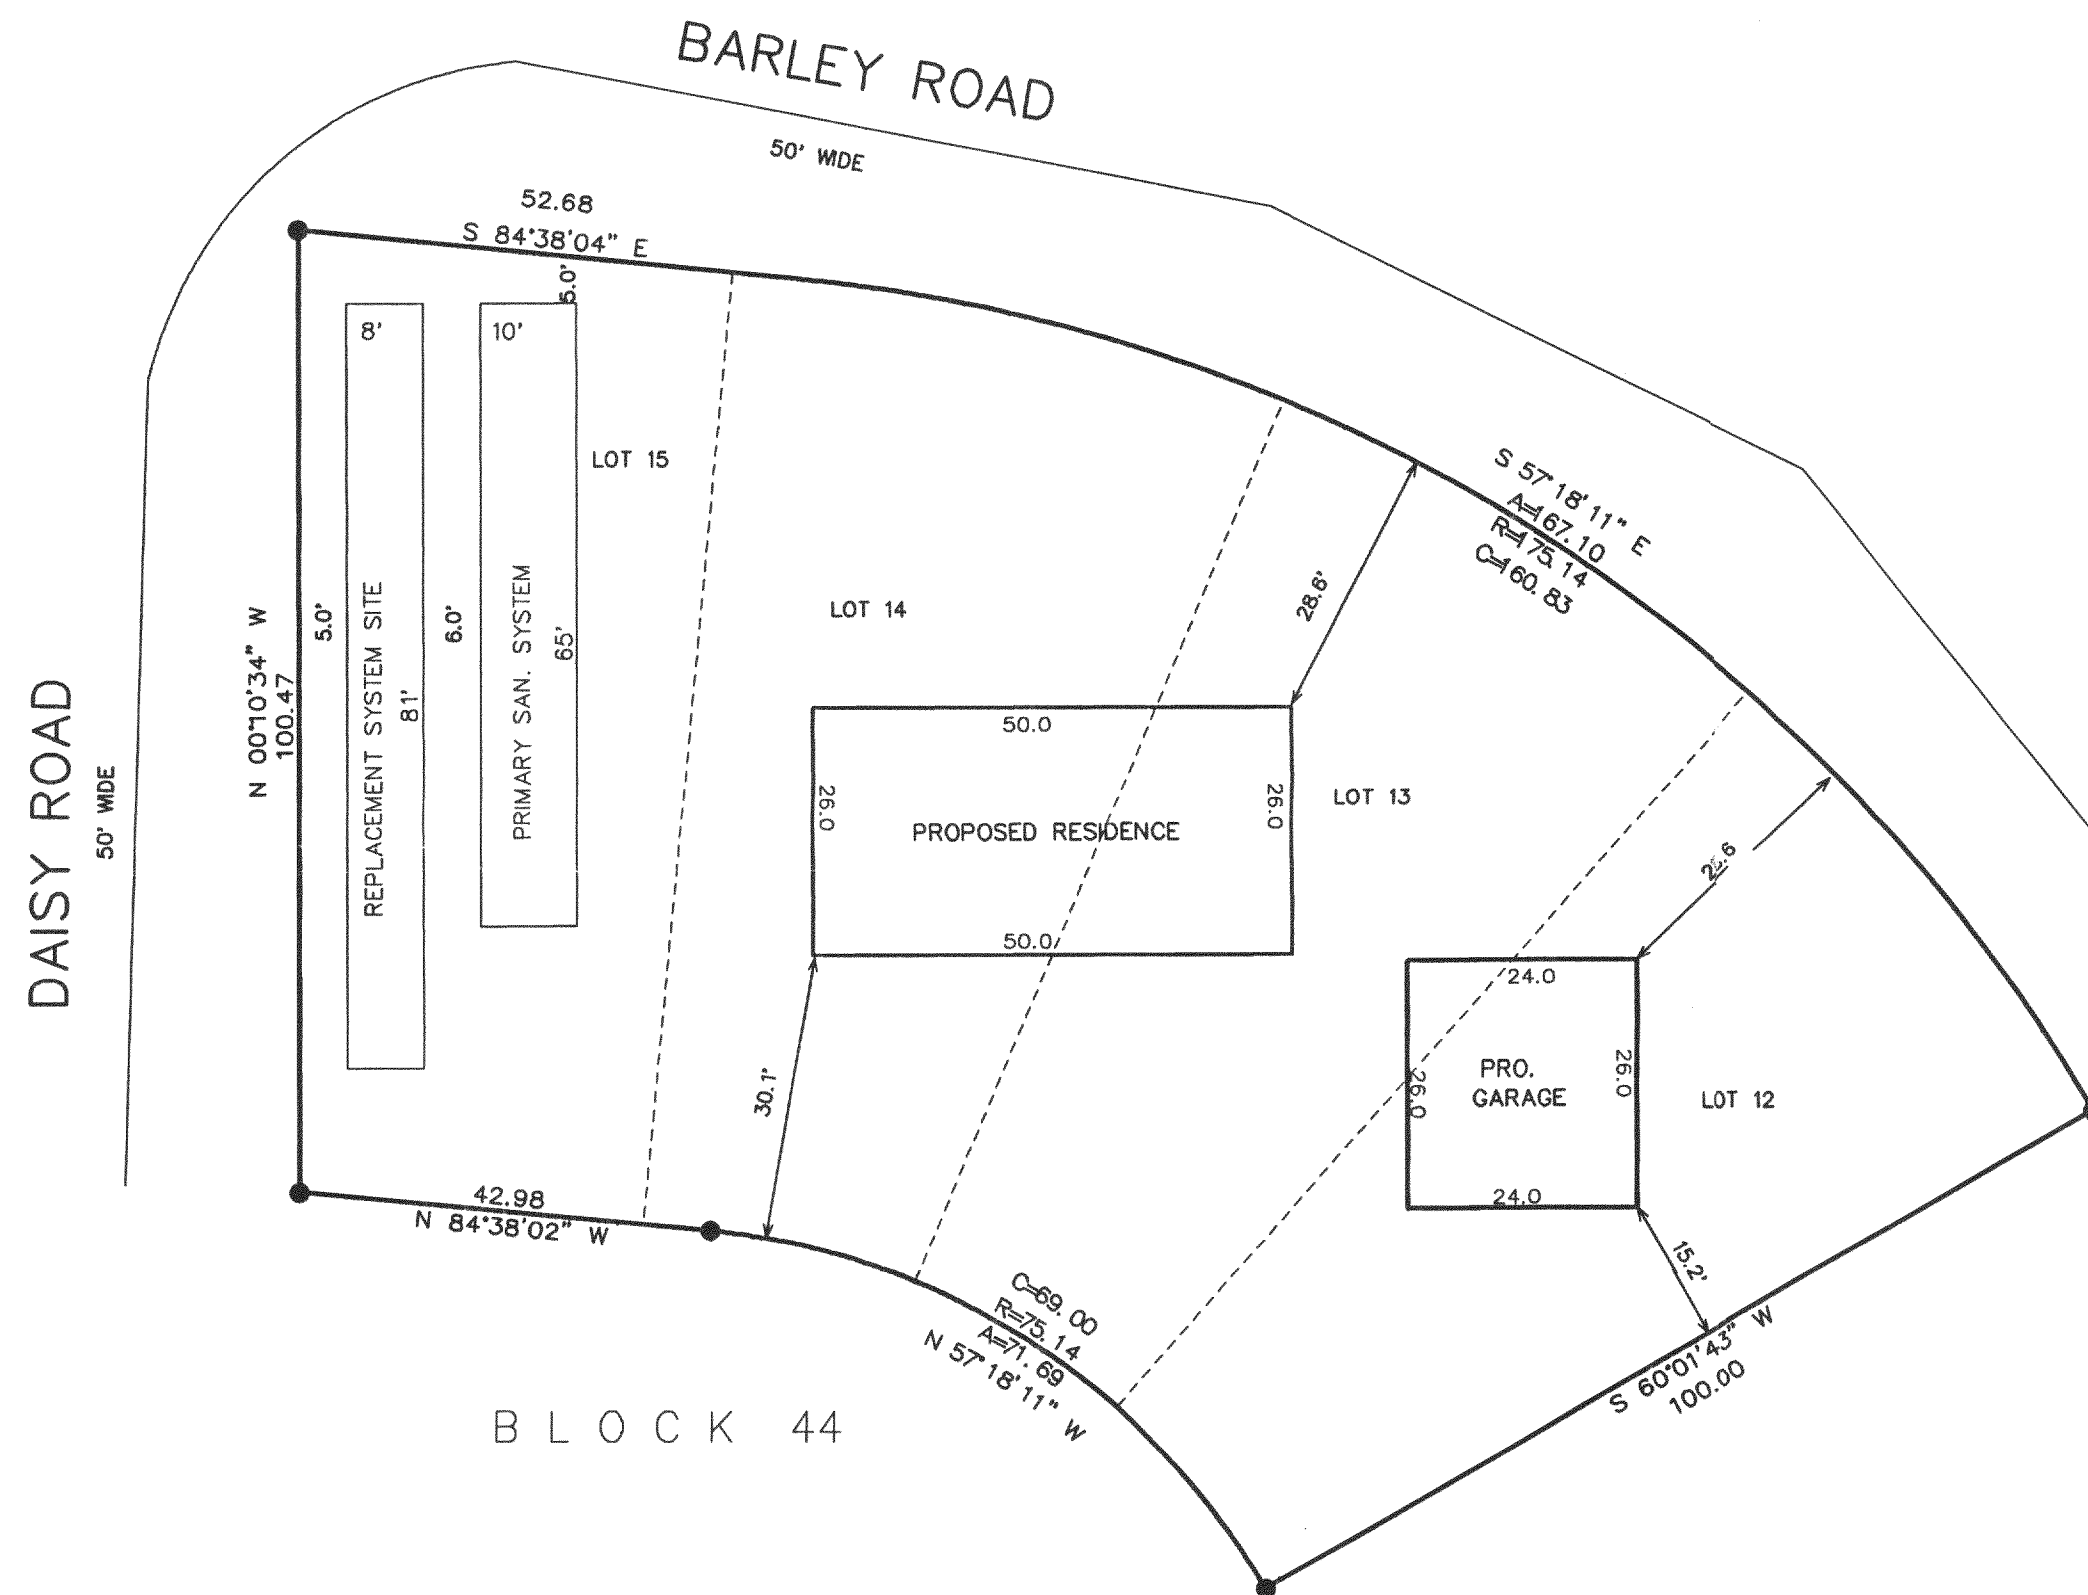 BARLEY ROAD
50' WIDE
52.68
S 84°38'04" E
5.0'
8'
10'
LOT 15
S 57°18'11" E
A=167.10
R=175.14
C=160.83
28.6'
LOT 14
N 00°10'34" W
100.47
5.0'
REPLACEMENT SYSTEM SITE
81'
6.0'
PRIMARY SAN. SYSTEM
65'
DAISY ROAD
50' WIDE
50.0
26.0
26.0
PROPOSED RESIDENCE
50.0
LOT 13
24.0
26.0
26.0
PRO.
GARAGE
24.0
LOT 12
30.1'
15.2'
42.98
N 84°38'02" W
C=69.00
R=75.14
A=71.69
N 57°18'11" W
S 60°01'43" W
100.00
BLOCK 44